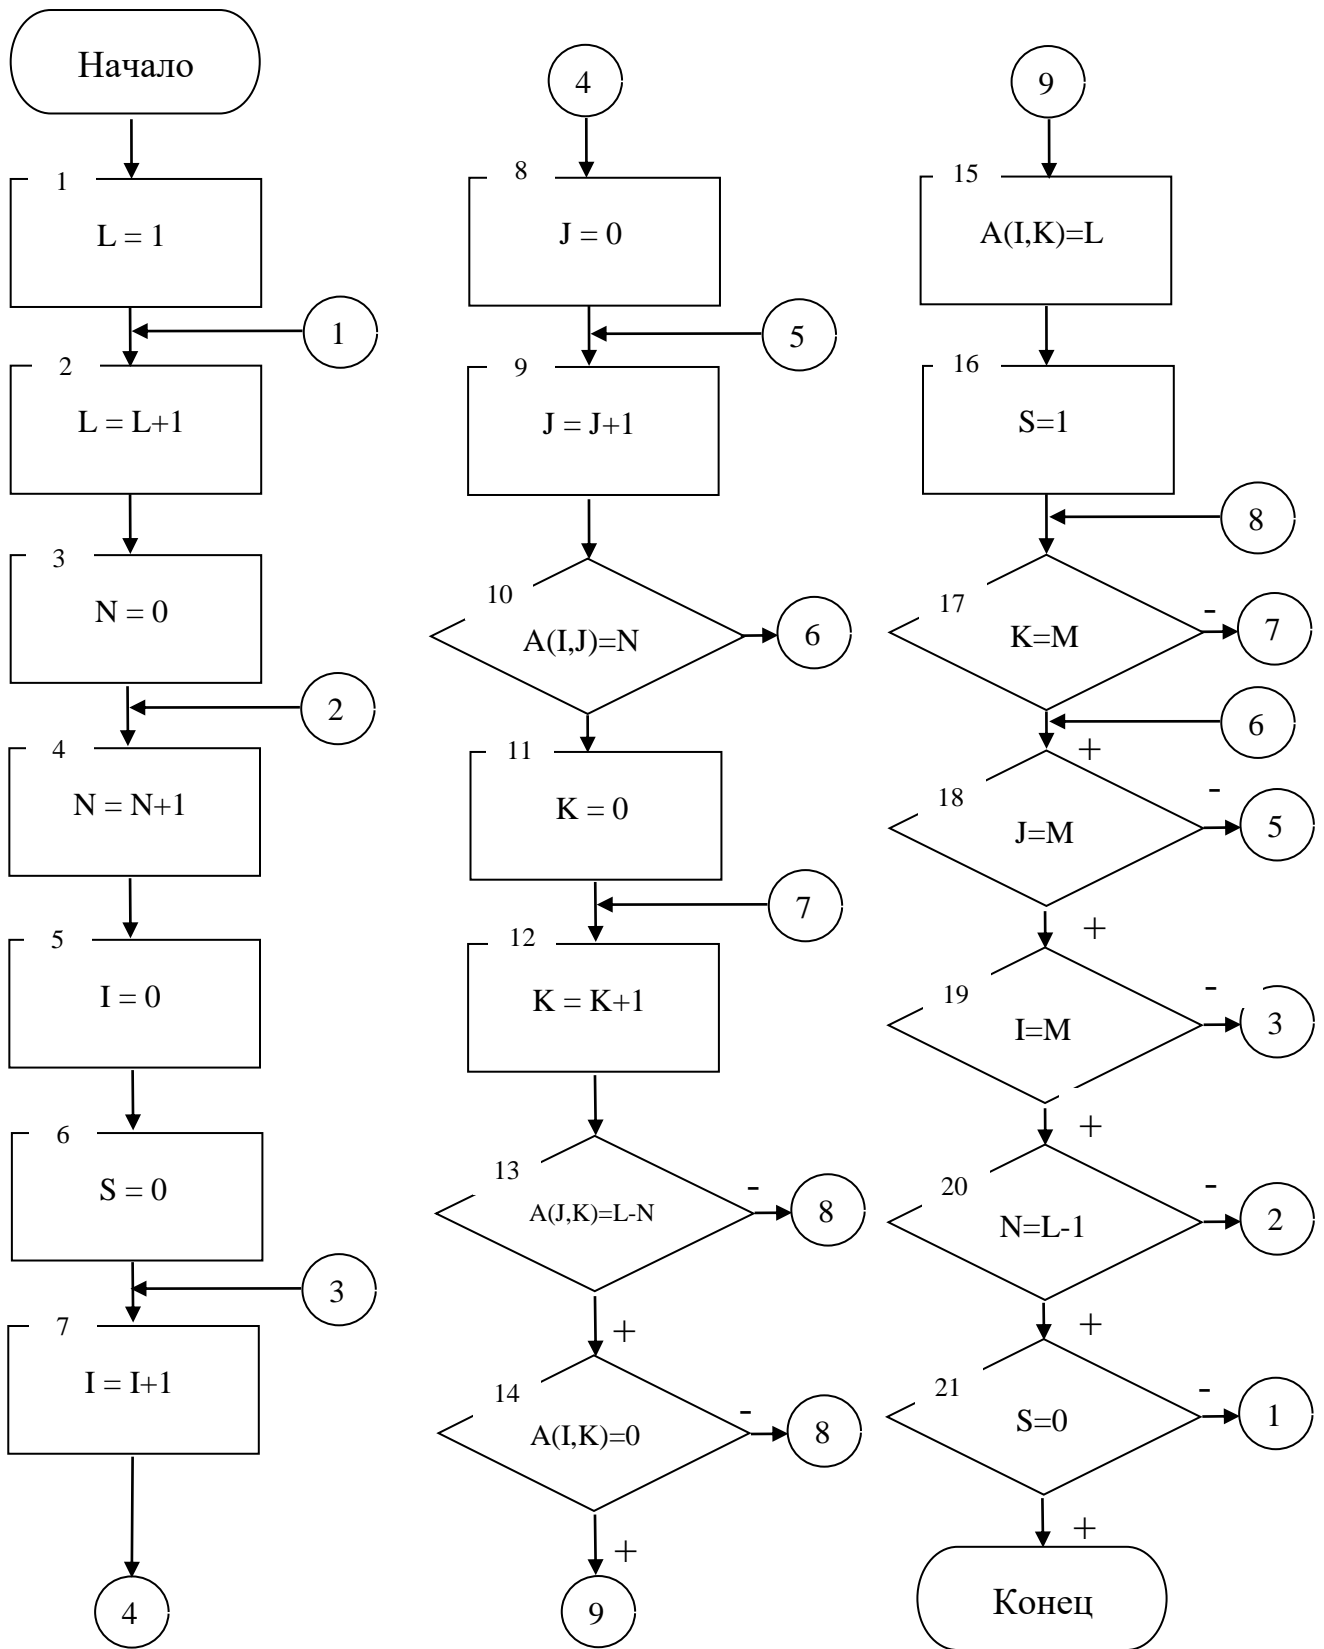 Начало
1
L = 1
1
2
L = L+1
3
N = 0
2
4
N = N+1
5
I = 0
6
S = 0
3
7
I = I+1
4
4
8
J = 0
5
9
J = J+1
10
A(I,J)=N
6
11
K = 0
7
12
K = K+1
13
A(J,K)=L-N
-
8
+
14
A(I,K)=0
-
8
+
9
9
15
A(I,K)=L
16
S=1
8
17
K=M
-
7
6
+
18
J=M
-
5
+
19
I=M
-
3
+
20
N=L-1
-
2
+
21
S=0
-
1
+
Конец